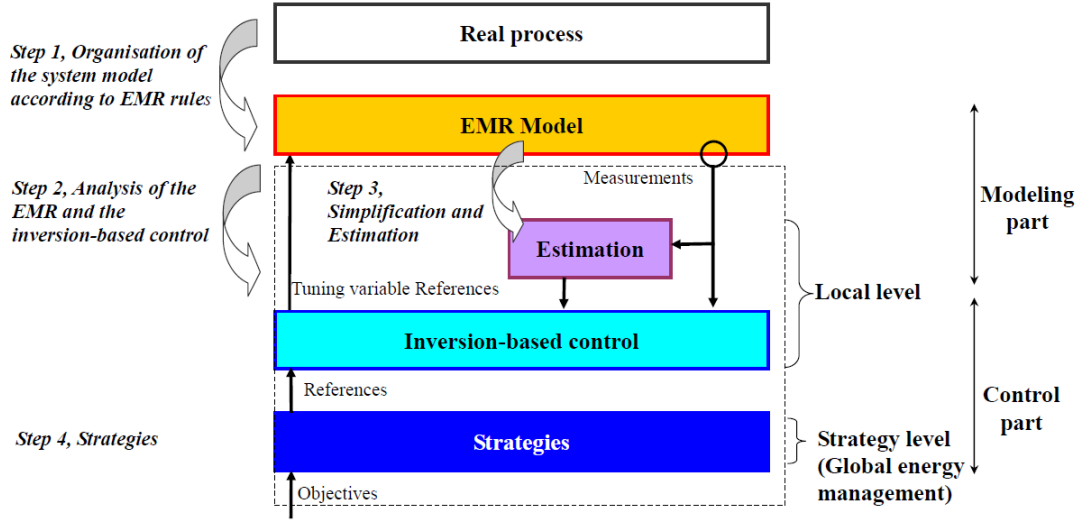 Real process
Step 1, Organisation of
the system model
according to EMR rules
EMR Model
Measurements
Step 2, Analysis of the
EMR and the
inversion-based control
Step 3,
Simplification and
Estimation
Estimation
Modeling
part
Tuning variable References
Local level
Inversion-based control
References
Control
part
Step 4, Strategies
Strategies
Strategy level
(Global energy
management)
Objectives